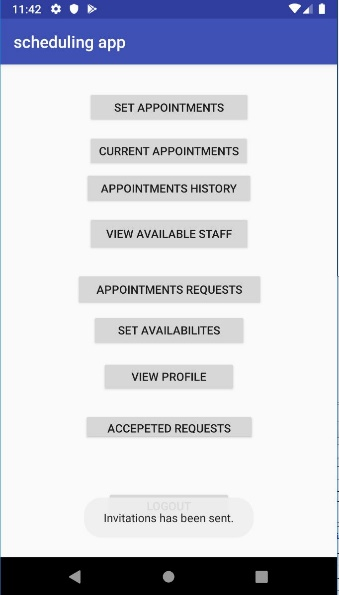 11:42
scheduling app
SET APPOINTMENTS
CURRENT APPOINTMENTS
APPOINTMENTS HISTORY
VIEW AVAILABLE STAFF
APPOINTMENTS REQUESTS
SET AVAILABILITES
VIEW PROFILE
ACCEPETED REQUESTS
LOGOUT
Invitations has been sent.